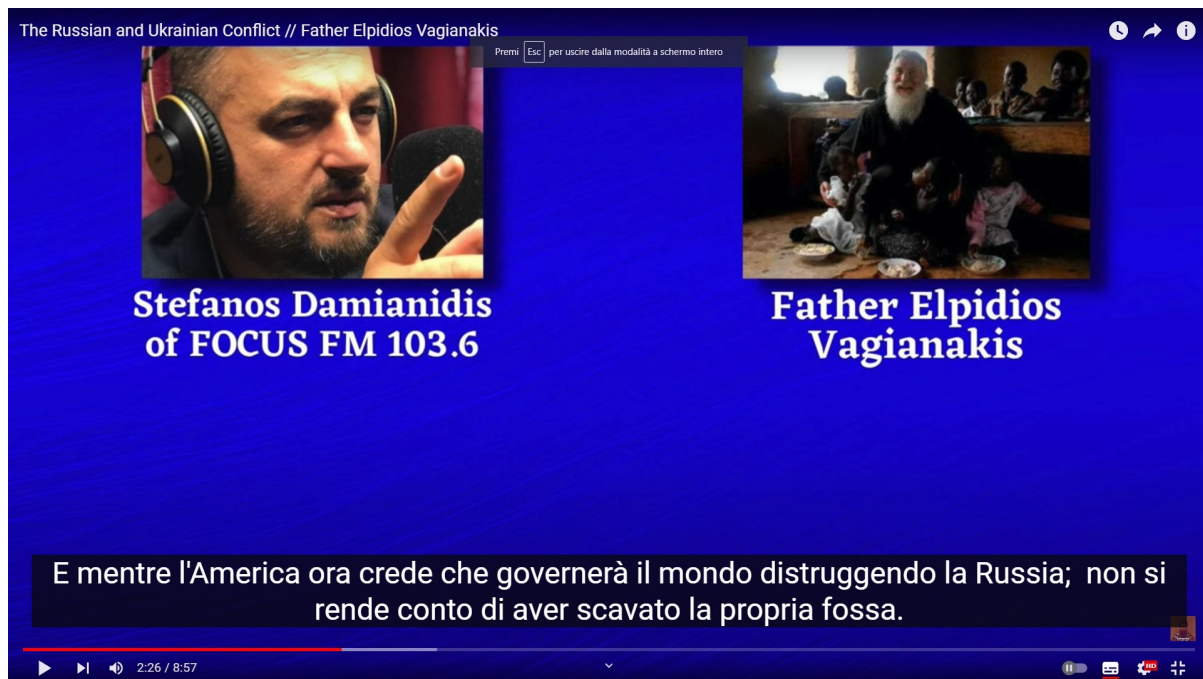 The Russian and Ukrainian Conflict // Father Elpidios Vagianakis
Premi Esc per uscire dalla modalità a schermo intero
Stefanos Damianidis
of FOCUS FM 103.6
Father Elpidios
Vagianakis
E mentre l'America ora crede che governerà il mondo distruggendo la Russia; non si
rende conto di aver scavato la propria fossa.
2:26 / 8:57
HD